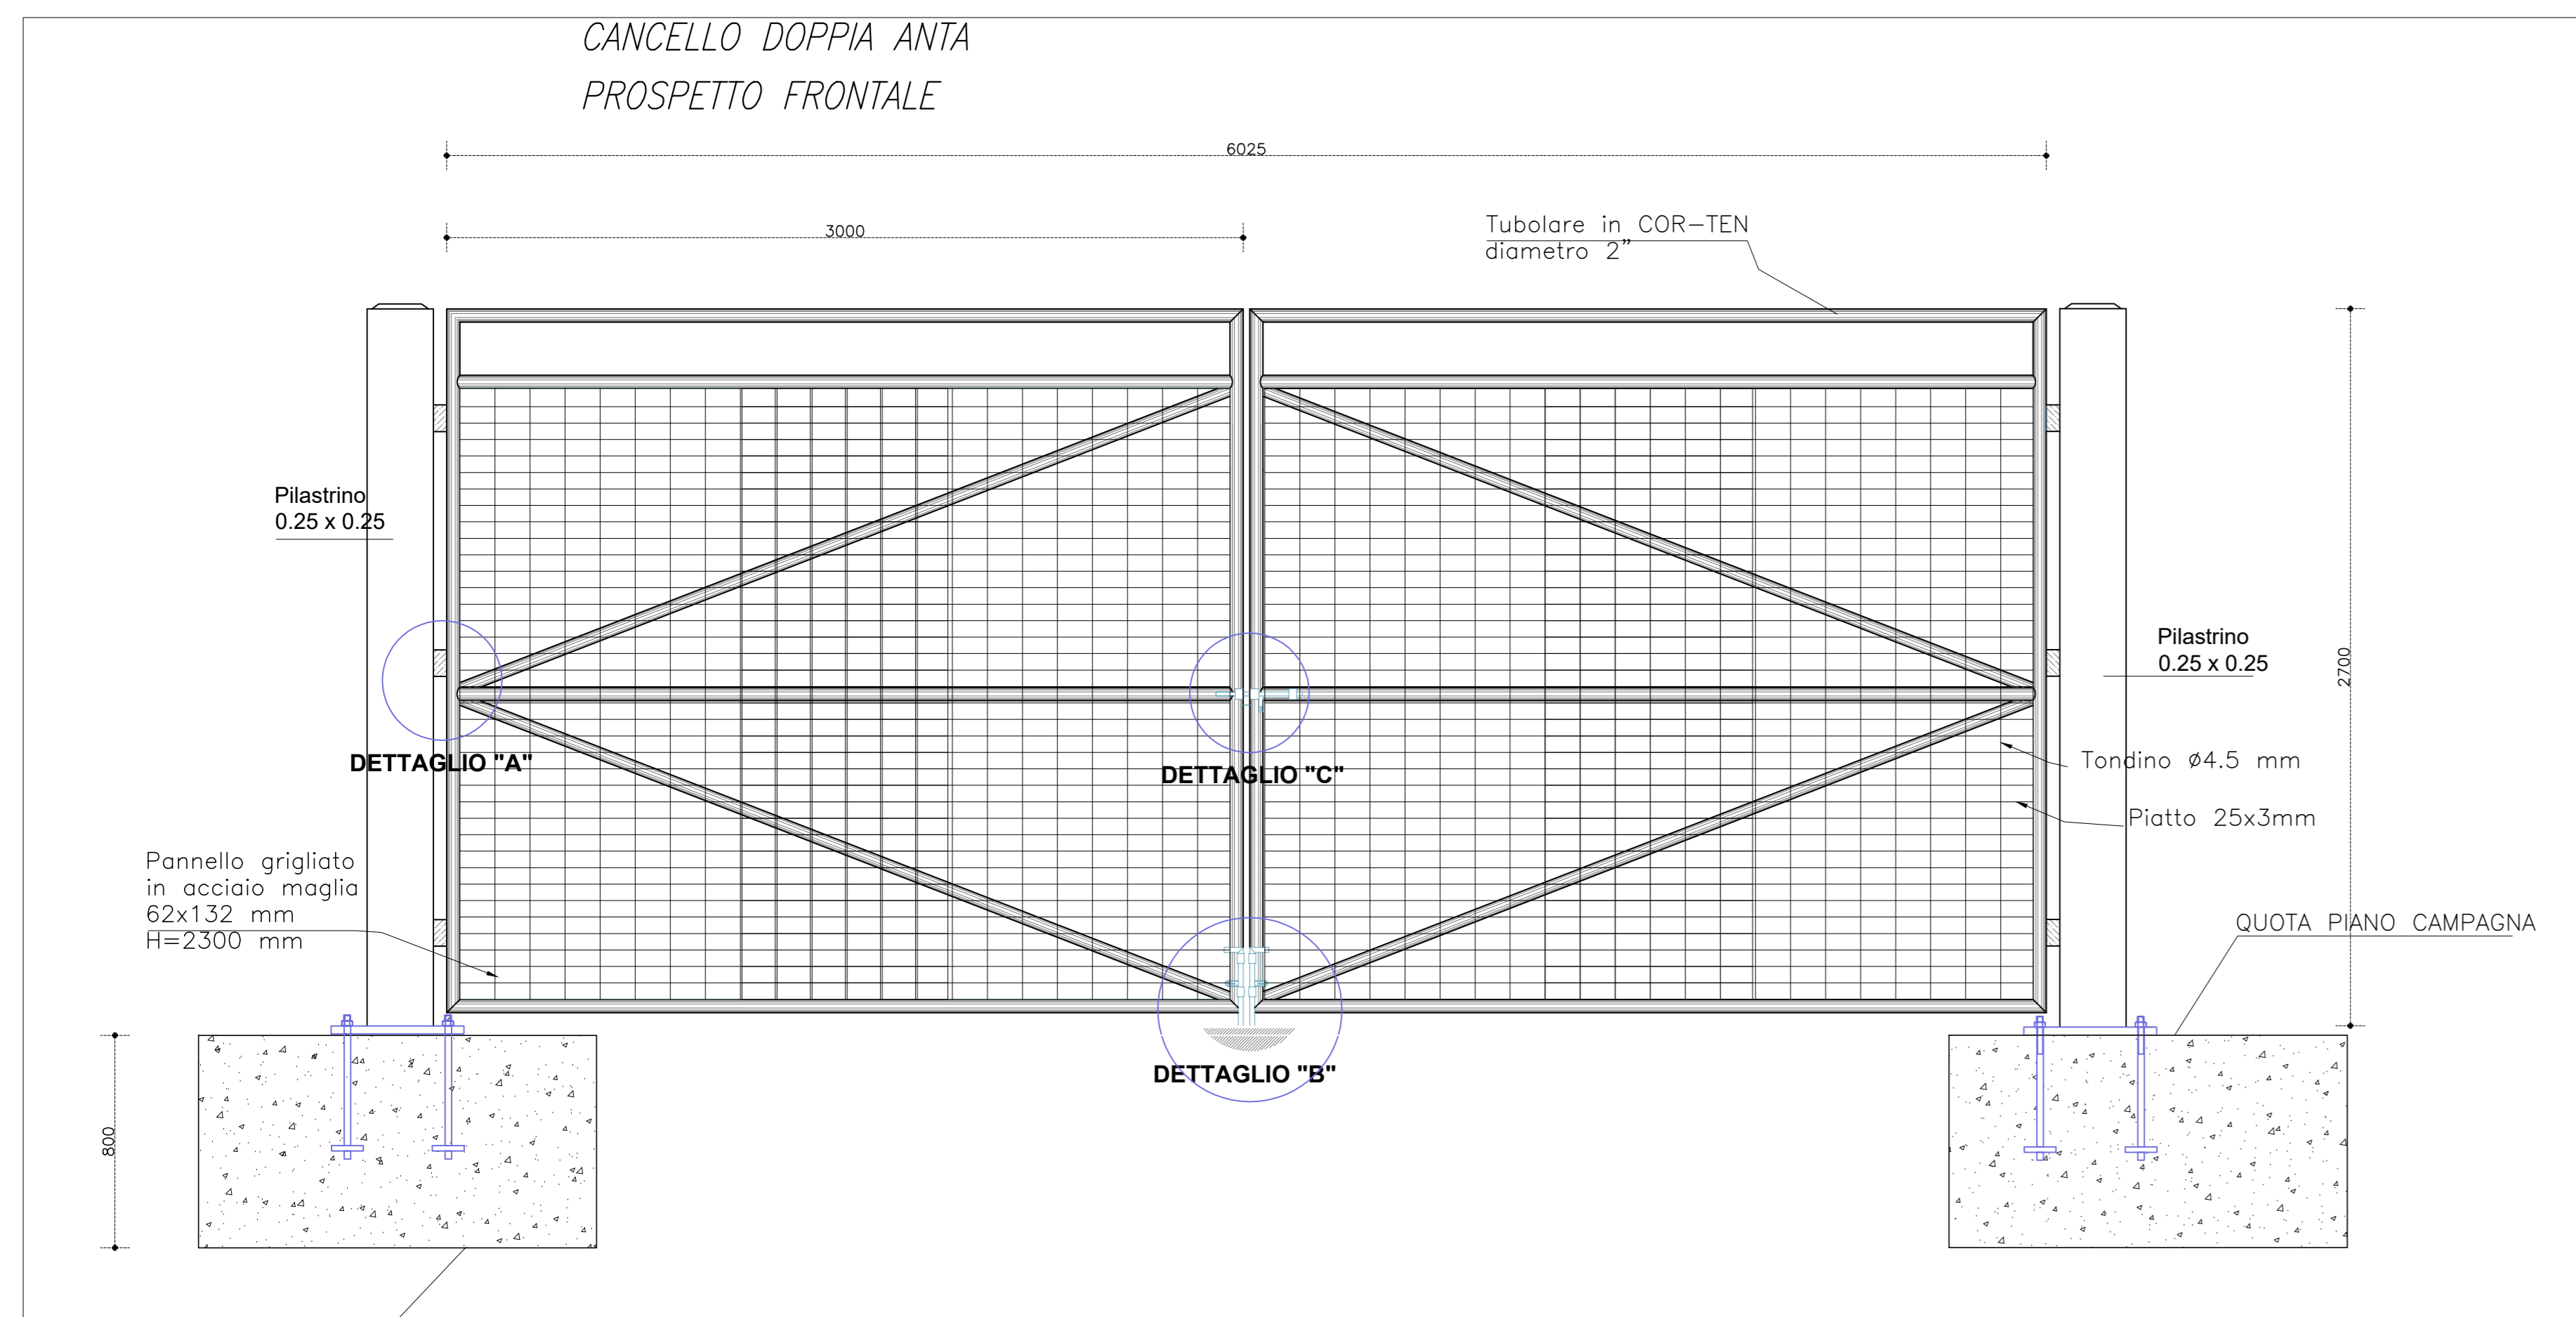 CANCELLO DOPPIA ANTA
PROSPETTO FRONTALE
6025
3000
Tubolare in COR-TEN
diametro 2"
Pilastrino
0.25 x 0.25
Pilastrino
0.25 x 0.25
2700
DETTAGLIO "A"
DETTAGLIO "C"
Tondino Ø4.5 mm
Piatto 25x3mm
Pannello grigliato
in acciaio maglia
62x132 mm
H=2300 mm
QUOTA PIANO CAMPAGNA
DETTAGLIO "B"
800